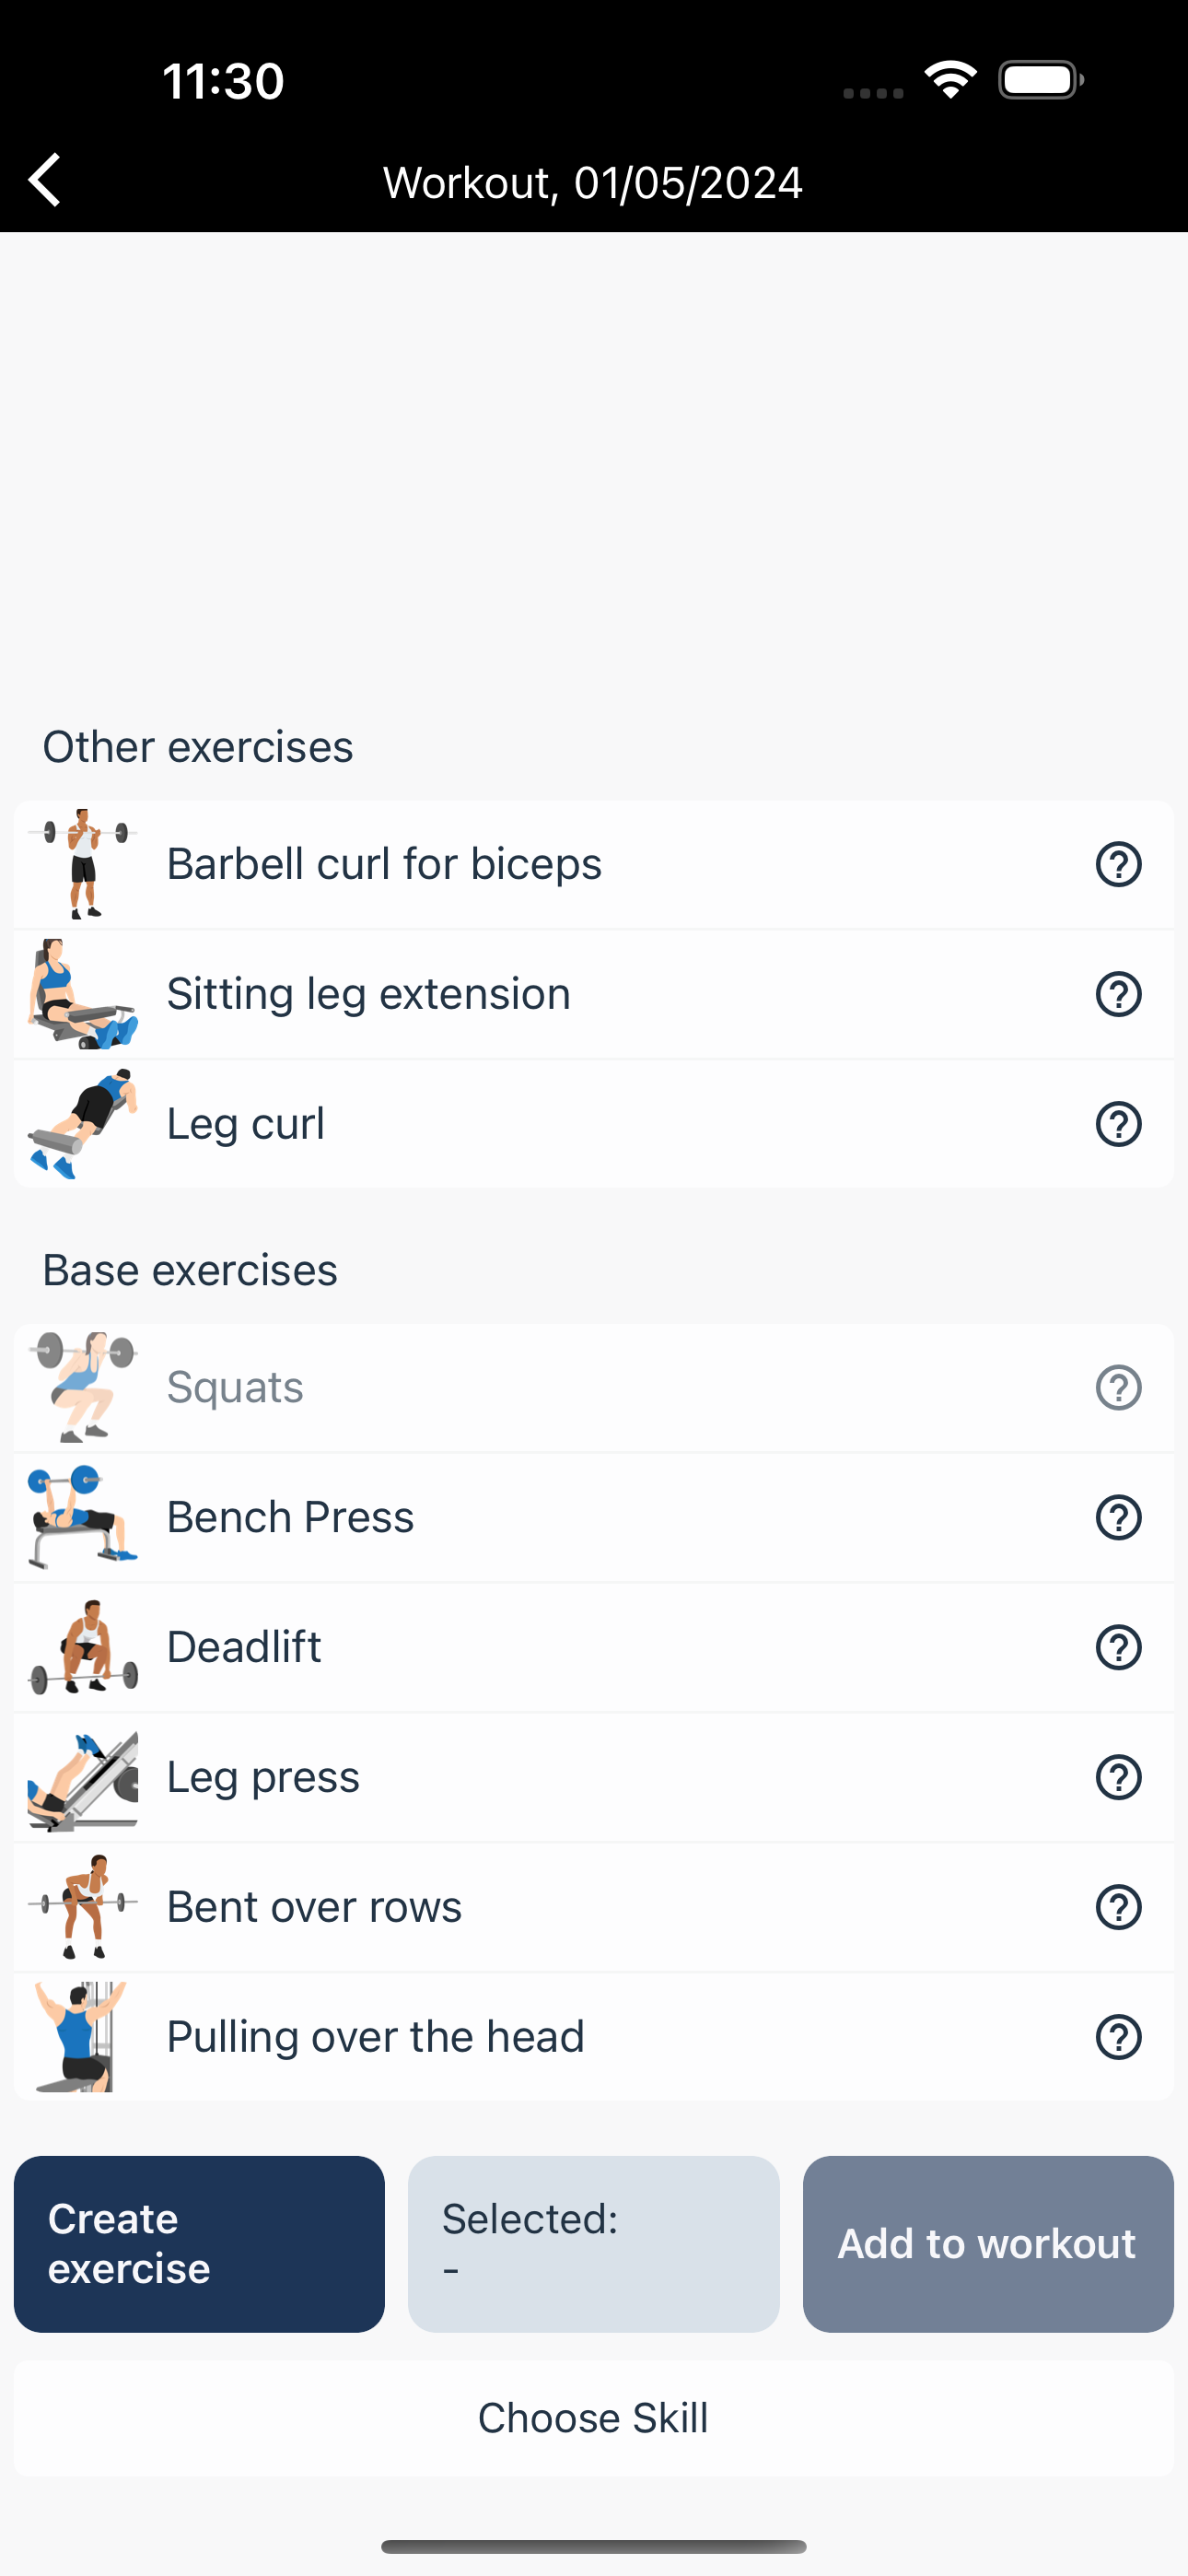 11:30
Workout, 01/05/2024
Other exercises
Barbell curl for biceps
Sitting leg extension
Leg curl
Base exercises
Squats
Bench Press
Deadlift
Leg press
Bent over rows
Pulling over the head
Create
exercise
Selected:
-
Add to workout
Choose Skill